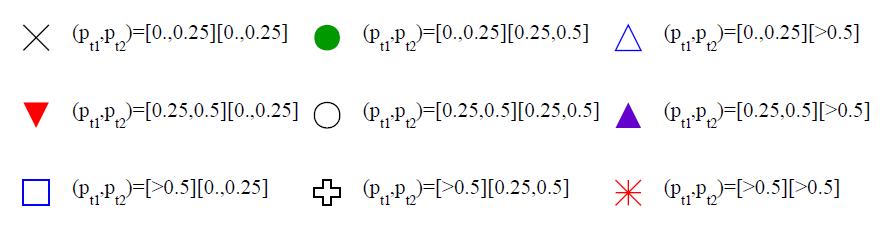 (pt1,pt2)=[0.,0.25][0.,0.25] (pt1,pt2)=[0.,0.25][0.25,0.5] (pt1,pt2)=[0.,0.25][>0.5]
(pt1,pt2)=[0.25,0.5][0.,0.25] (pt1,pt2)=[0.25,0.5][0.25,0.5] (pt1,pt2)=[0.25,0.5][>0.5]
(pt1,pt2)=[>0.5][0.,0.25] (pt1,pt2)=[>0.5][0.25,0.5] (pt1,pt2)=[>0.5][>0.5]